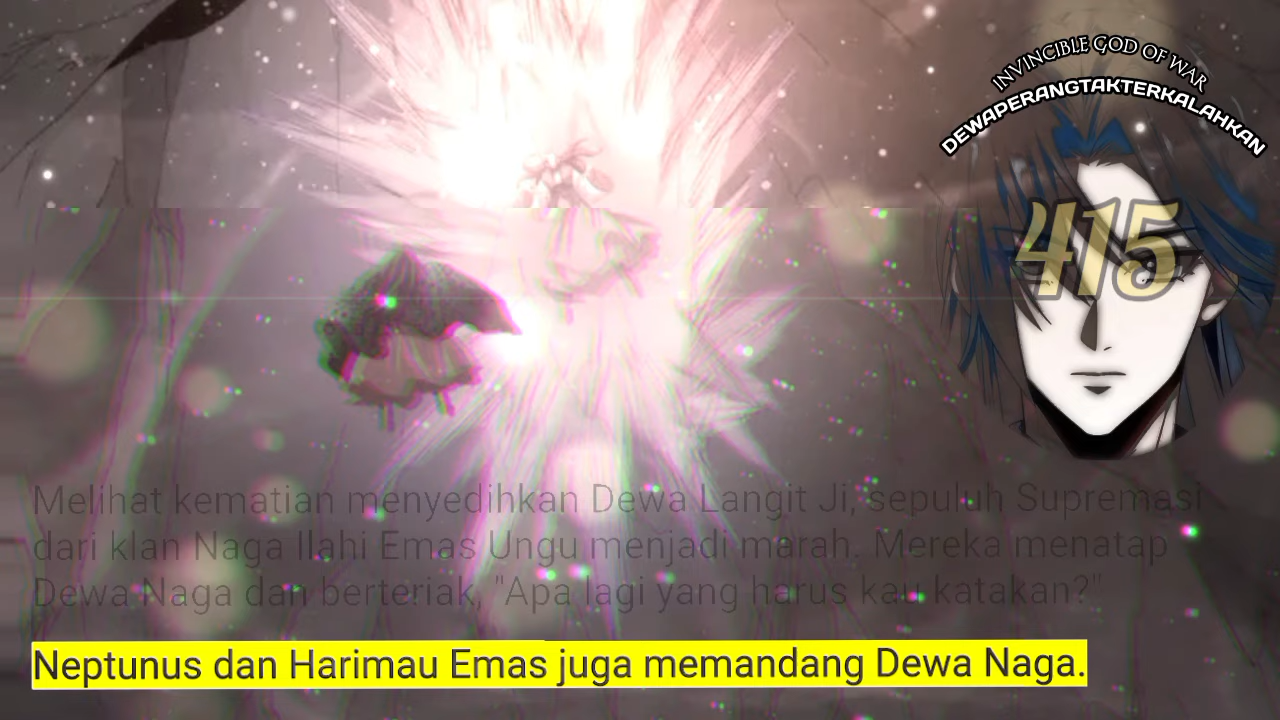 INVINCIBLE GOD OF WAR
DEWAPERANGTAKTERKALAHKAN
415
Melihat kematian menyedihkan Dewa Langit Ji, sepuluh Supremasi
dari klan Naga Ilahi Emas Ungu menjadi marah. Mereka menatap
Dewa Naga dan berteriak, "Apa lagi yang harus kau katakan?"
Neptunus dan Harimau Emas juga memandang Dewa Naga.